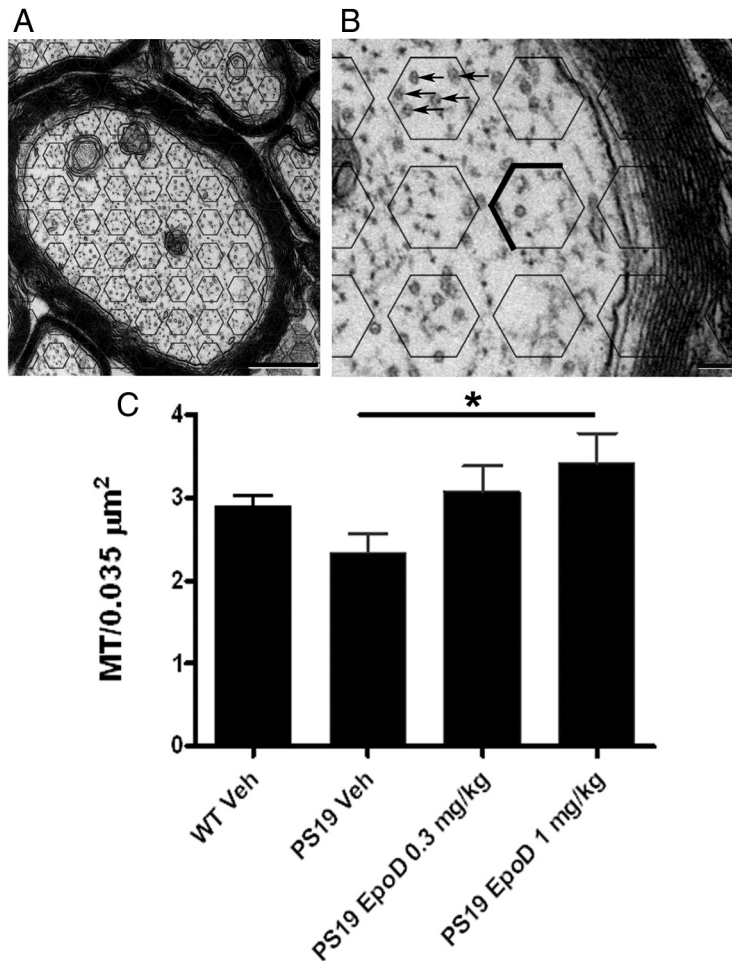 A
B
C
*
4
3
2
1
0
MT/0.035 µm²
WT Veh
PS19 Veh
PS19 EpoD 0.3 mg/kg
PS19 EpoD 1 mg/kg